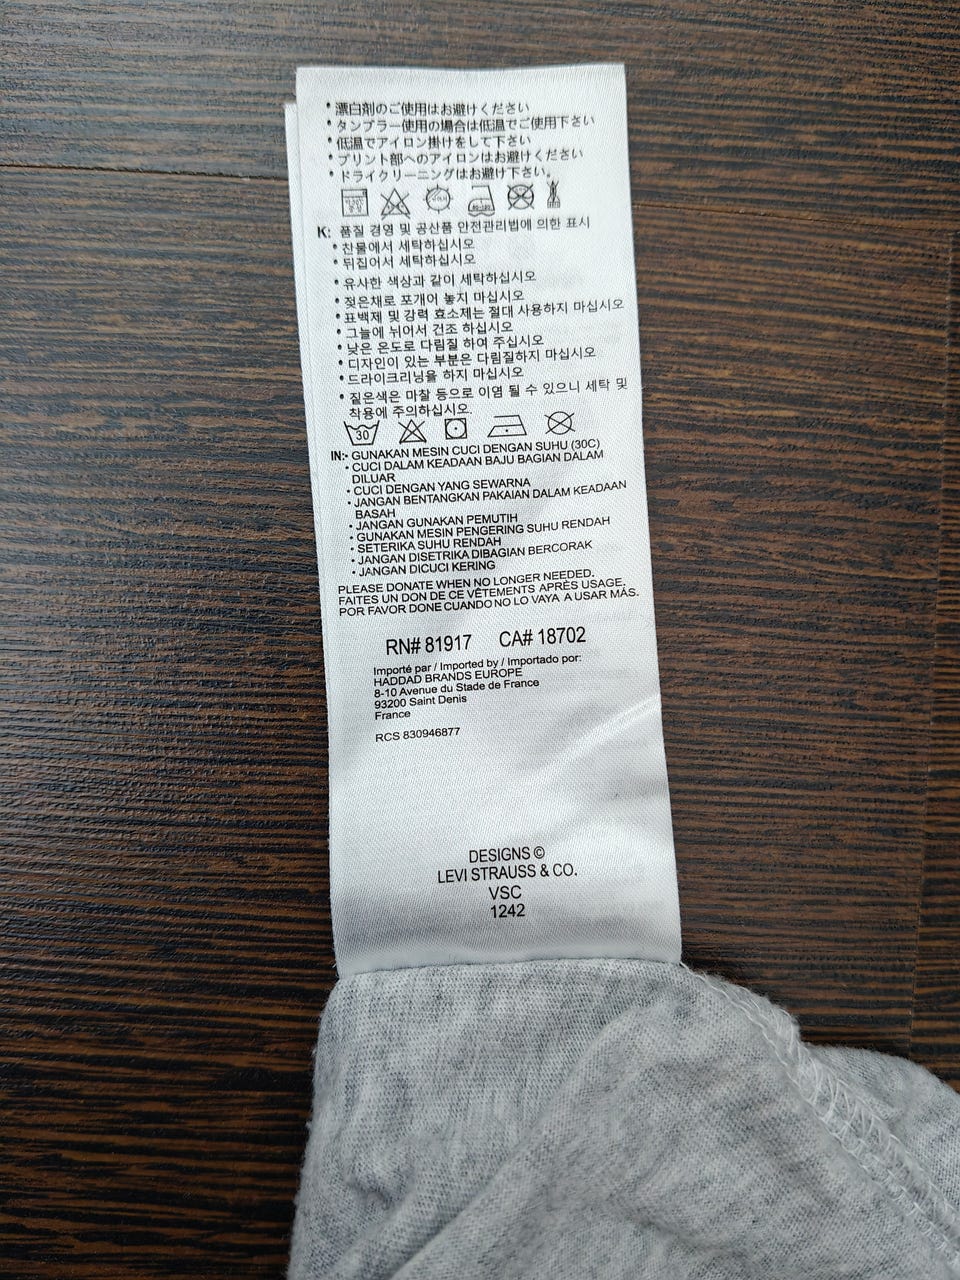 • 漂白剤のご使用はお避けください
• タンブラー使用の場合は低温でご使用下さい
• 低温でアイロン掛けをして下さい
• プリント部へのアイロンはお避けください
• ドライクリーニングはお避け下さい。
K: 품질 경영 및 공산품 안전관리법에 의한 표시
• 찬물에서 세탁하십시오
• 뒤집어서 세탁하십시오
• 유사한 색상과 같이 세탁하십시오
• 젖은채로 포개어 놓지 마십시오
• 표백제 및 강력 효소제는 절대 사용하지 마십시오
• 그늘에 뉘어서 건조 하십시오
• 낮은 온도로 다림질 하여 주십시오
• 디자인이 있는 부분은 다림질하지 마십시오
• 드라이크리닝을 하지 마십시오
• 짙은색은 마찰 등으로 이염 될 수 있으니 세탁 및
착용에 주의하십시오.
30
IN:• GUNAKAN MESIN CUCI DENGAN SUHU (30C)
• CUCI DALAM KEADAAN BAJU BAGIAN DALAM
DILUAR
• CUCI DENGAN YANG SEWARNA
• JANGAN BENTANGKAN PAKAIAN DALAM KEADAAN
BASAH
• JANGAN GUNAKAN PEMUTIH
• GUNAKAN MESIN PENGERING SUHU RENDAH
• SETERIKA SUHU RENDAH
• JANGAN DISETRIKA DIBAGIAN BERCORAK
• JANGAN DICUCI KERING
PLEASE DONATE WHEN NO LONGER NEEDED.
FAITES UN DON DE CE VÊTEMENTS APRÈS USAGE.
POR FAVOR DONE CUANDO NO LO VAYA A USAR MÁS.
RN# 81917 CA# 18702
Importé par / Imported by / Importado por:
HADDAD BRANDS EUROPE
8-10 Avenue du Stade de France
93200 Saint Denis
France
RCS 830946877
DESIGNS ©
LEVI STRAUSS & CO.
VSC
1242